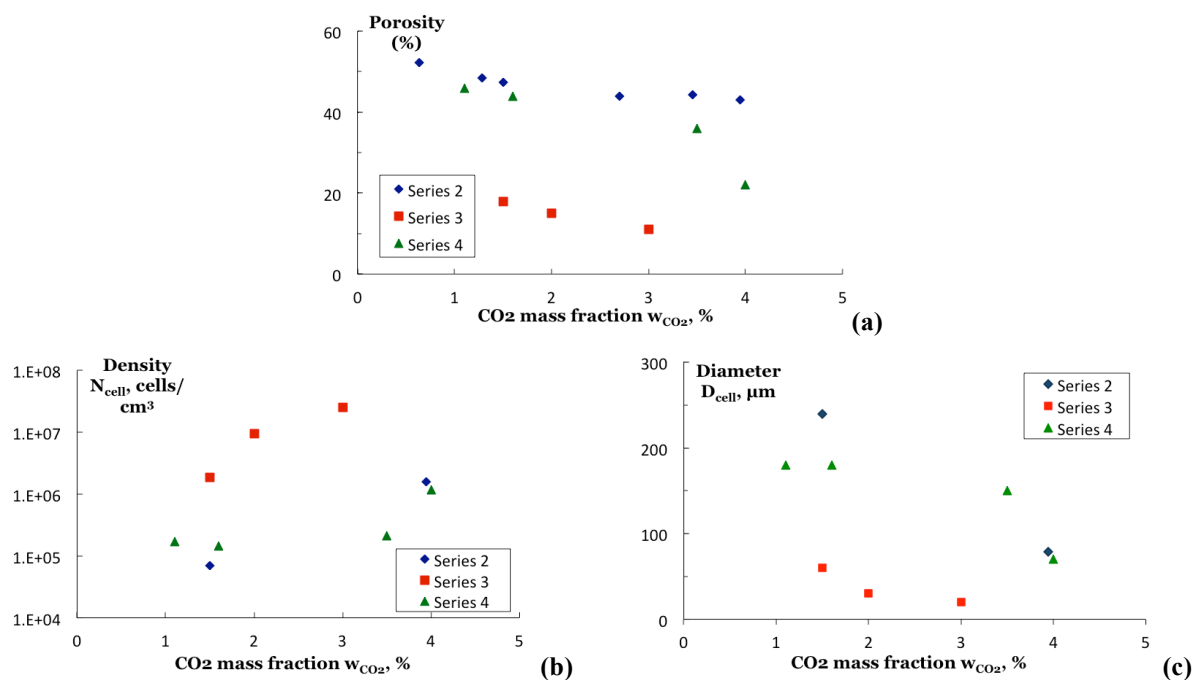 Porosity
(%)
60
40
20
0
Series 2
Series 3
Series 4
0 1 2 3 4 5
CO2 mass fraction wCO2, %
(a)
Density
Ncell, cells/
cm³
1.E+08
1.E+07
1.E+06
1.E+05
1.E+04
Series 2
Series 3
Series 4
0 1 2 3 4 5
CO2 mass fraction wCO2, %
(b)
Diameter
Dcell, µm
300
200
100
0
Series 2
Series 3
Series 4
0 1 2 3 4 5
CO2 mass fraction wCO2, %
(c)